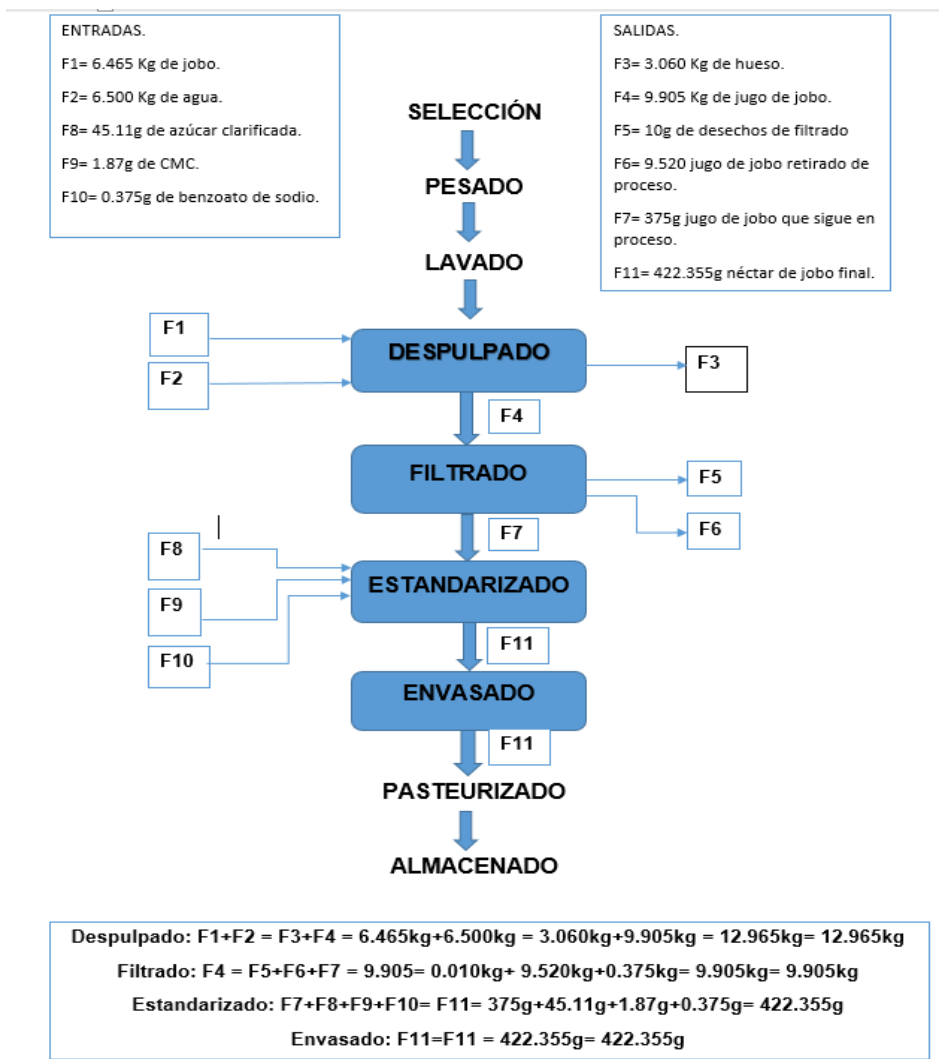 ENTRADAS.
F1= 6.465 Kg de jobo.
F2= 6.500 Kg de agua.
F8= 45.11g de azúcar clarificada.
F9= 1.87g de CMC.
F10= 0.375g de benzoato de sodio.
SALIDAS.
F3= 3.060 Kg de hueso.
F4= 9.905 Kg de jugo de jobo.
F5= 10g de desechos de filtrado
F6= 9.520 jugo de jobo retirado de
proceso.
F7= 375g jugo de jobo que sigue en
proceso.
F11= 422.355g néctar de jobo final.
SELECCIÓN
PESADO
LAVADO
F1
DESPULPADO
F2
F3
F4
FILTRADO
F5
F6
F7
F8
ESTANDARIZADO
F9
F10
F11
ENVASADO
F11
PASTEURIZADO
ALMACENADO
Despulpado: F1+F2 = F3+F4 = 6.465kg+6.500kg = 3.060kg+9.905kg = 12.965kg= 12.965kg
Filtrado: F4 = F5+F6+F7 = 9.905= 0.010kg+ 9.520kg+0.375kg= 9.905kg= 9.905kg
Estandarizado: F7+F8+F9+F10= F11= 375g+45.11g+1.87g+0.375g= 422.355g
Envasado: F11=F11 = 422.355g= 422.355g